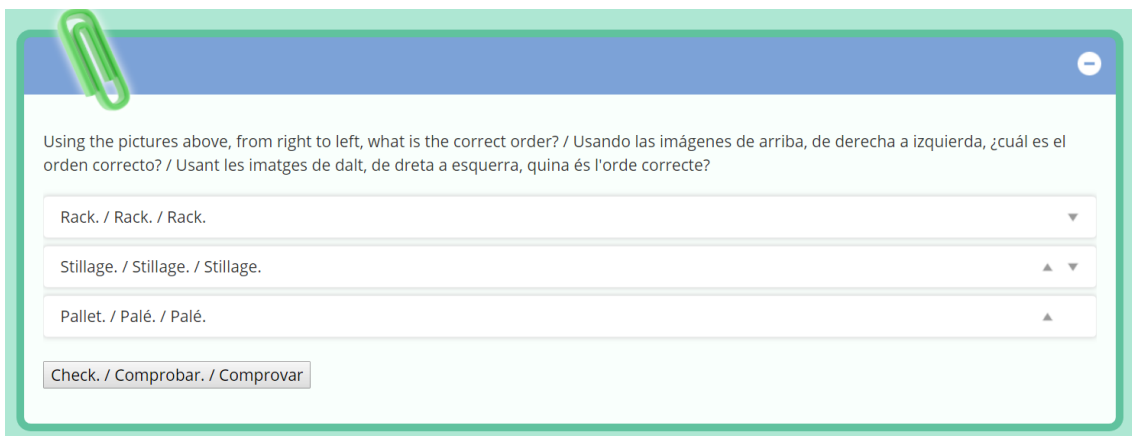 Using the pictures above, from right to left, what is the correct order? / Usando las imágenes de arriba, de derecha a izquierda, ¿cuál es el
orden correcto? / Usant les imatges de dalt, de dreta a esquerra, quina és l'orde correcte?
Rack. / Rack. / Rack.
Stillage. / Stillage. / Stillage.
Pallet. / Palé. / Palé.
Check. / Comprobar. / Comprovar